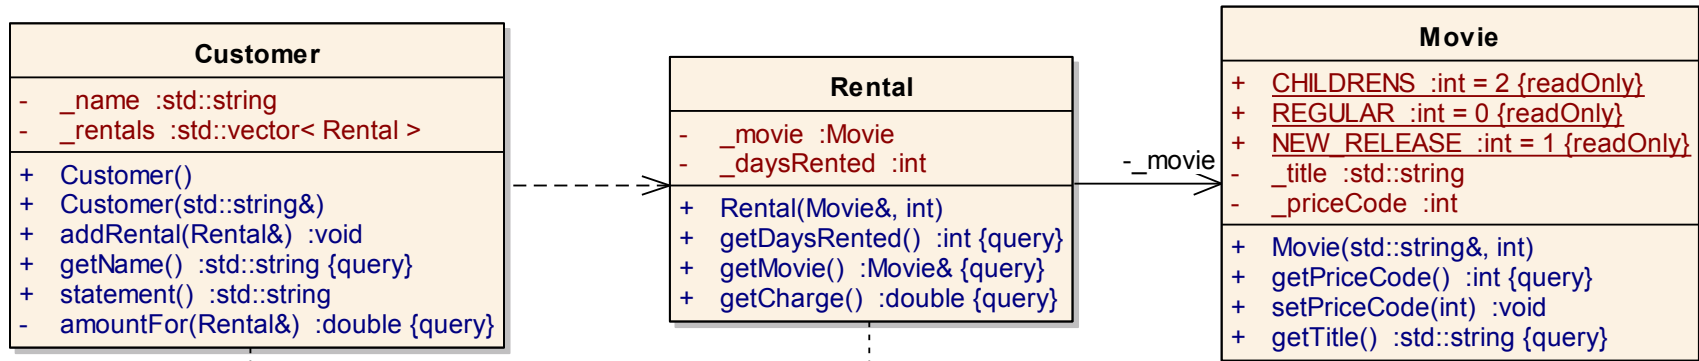 Customer
- _name :std::string
- _rentals :std::vector< Rental >
+ Customer()
+ Customer(std::string&)
+ addRental(Rental&) :void
+ getName() :std::string {query}
+ statement() :std::string
- amountFor(Rental&) :double {query}
Rental
- _movie :Movie
- _daysRented :int
+ Rental(Movie&, int)
+ getDaysRented() :int {query}
+ getMovie() :Movie& {query}
+ getCharge() :double {query}
-_movie
Movie
+ CHILDRENS :int = 2 {readOnly}
+ REGULAR :int = 0 {readOnly}
+ NEW_RELEASE :int = 1 {readOnly}
- _title :std::string
- _priceCode :int
+ Movie(std::string&, int)
+ getPriceCode() :int {query}
+ setPriceCode(int) :void
+ getTitle() :std::string {query}